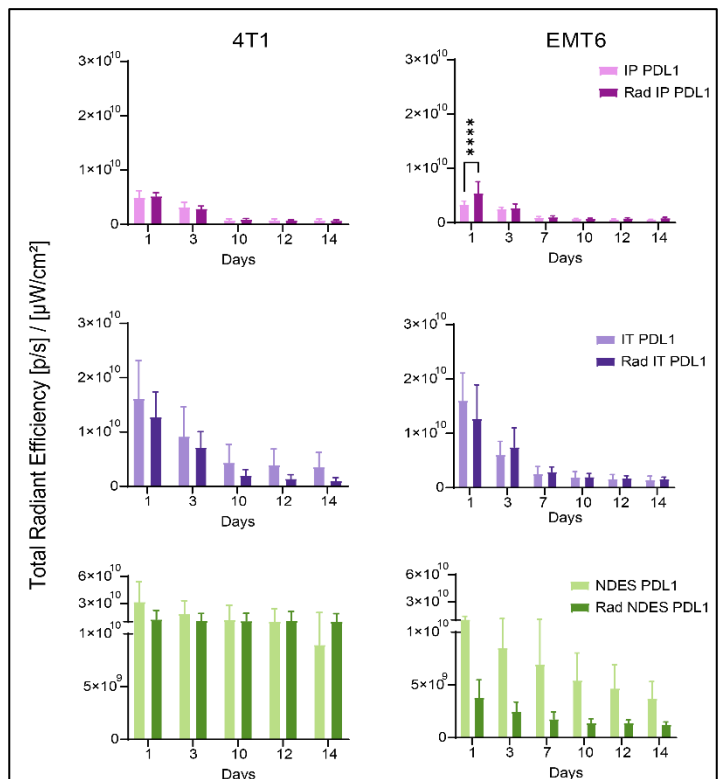 4T1
EMT6
Total Radiant Efficiency [p/s] / [µW/cm²]
3×10¹⁰
2×10¹⁰
1×10¹⁰
0
1 3 10 12 14
Days
3×10¹⁰
2×10¹⁰
1×10¹⁰
0
****
IP PDL1
Rad IP PDL1
1 3 7 10 12 14
Days
3×10¹⁰
2×10¹⁰
1×10¹⁰
0
1 3 10 12 14
Days
3×10¹⁰
2×10¹⁰
1×10¹⁰
0
IT PDL1
Rad IT PDL1
1 3 7 10 12 14
Days
6×10¹⁰
3×10¹⁰
1×10¹⁰
5×10⁹
0
1 3 10 12 14
Days
6×10¹⁰
3×10¹⁰
1×10¹⁰
5×10⁹
0
NDES PDL1
Rad NDES PDL1
1 3 7 10 12 14
Days